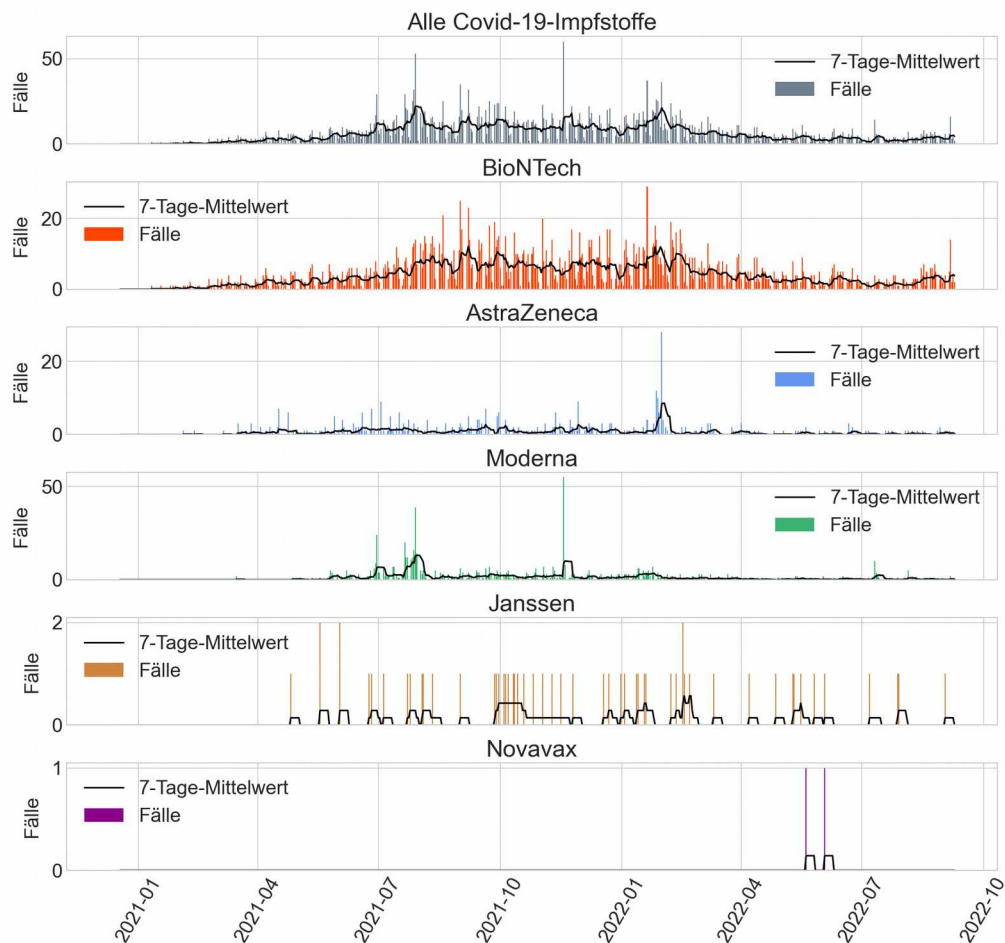 Alle Covid-19-Impfstoffe
50
0
Fälle
7-Tage-Mittelwert
Fälle
BioNTech
20
0
Fälle
7-Tage-Mittelwert
Fälle
AstraZeneca
20
0
Fälle
7-Tage-Mittelwert
Fälle
Moderna
50
0
Fälle
7-Tage-Mittelwert
Fälle
Janssen
2
1
0
Fälle
7-Tage-Mittelwert
Fälle
Novavax
1
0
Fälle
7-Tage-Mittelwert
Fälle
2021-01
2021-04
2021-07
2021-10
2022-01
2022-04
2022-07
2022-10